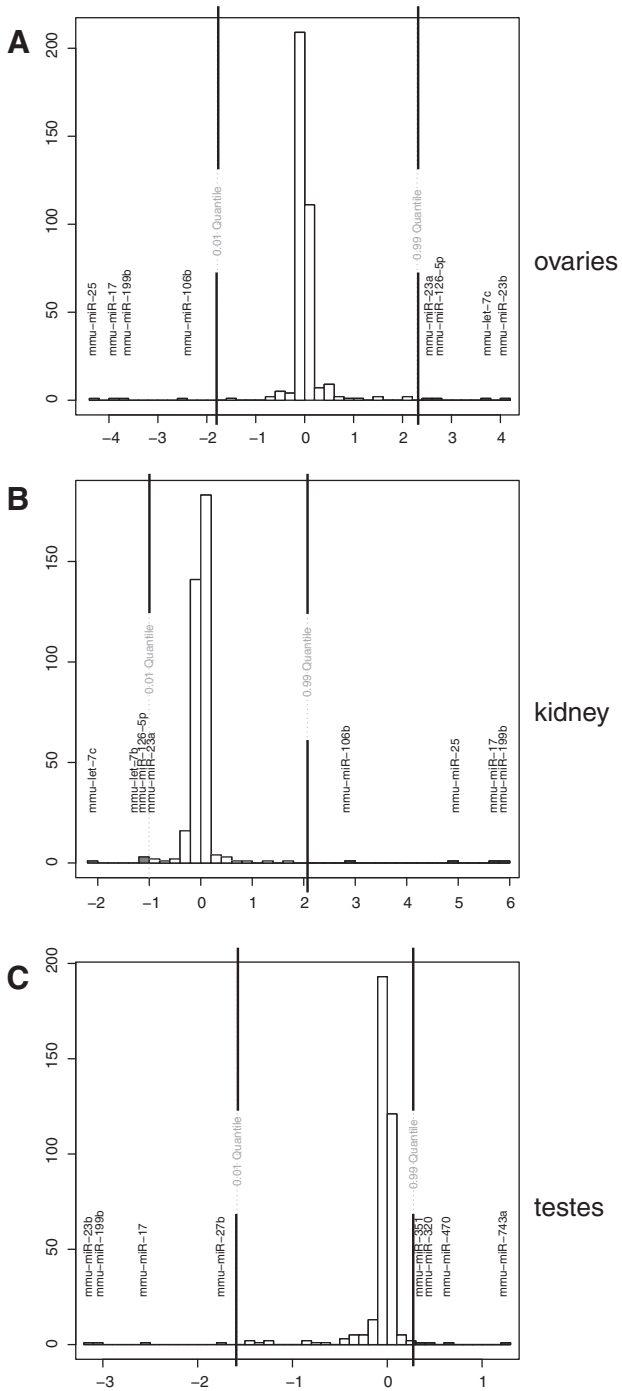 A
200
150
100
50
0
mmu−miR−25
mmu−miR−17
mmu−miR−199b
mmu−miR−106b
0.01 Quantile
0.99 Quantile
mmu−miR−23a
mmu−miR−126−5p
mmu−let−7c
mmu−miR−23b
−4 −3 −2 −1 0 1 2 3 4
ovaries
B
150
100
50
0
mmu−let−7c
mmu−let−7b
mmu−miR−126−5p
mmu−miR−23a
0.01 Quantile
0.99 Quantile
mmu−miR−106b
mmu−miR−25
mmu−miR−17
mmu−miR−199b
−2 −1 0 1 2 3 4 5 6
kidney
C
200
150
100
50
0
mmu−miR−23b
mmu−miR−199b
mmu−miR−17
mmu−miR−27b
0.01 Quantile
0.99 Quantile
mmu−miR−351
mmu−miR−320
mmu−miR−470
mmu−miR−743a
−3 −2 −1 0 1
testes